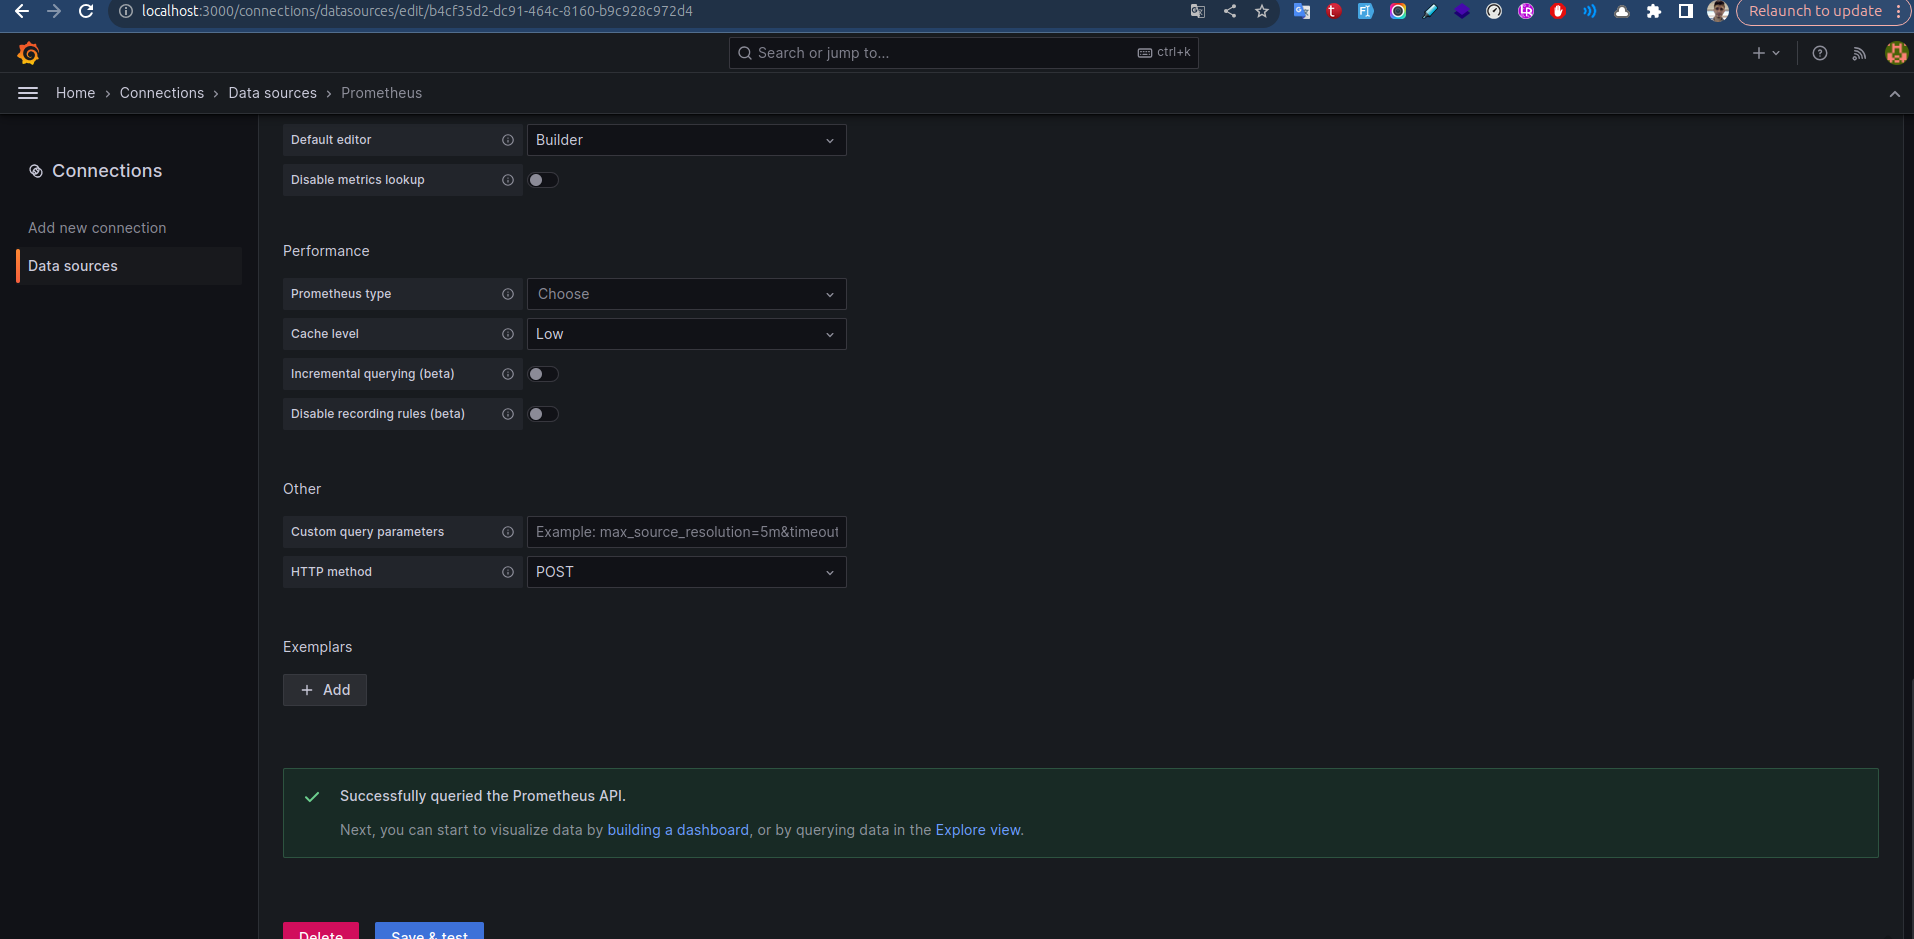 localhost:3000/connections/datasources/edit/b4cf35d2-dc91-464c-8160-b9c928c972d4
Relaunch to update
Search or jump to...
ctrl+k
Home › Connections › Data sources › Prometheus
Connections
Add new connection
Data sources
Default editor
Builder
Disable metrics lookup
Performance
Prometheus type
Choose
Cache level
Low
Incremental querying (beta)
Disable recording rules (beta)
Other
Custom query parameters
Example: max_source_resolution=5m&timeout
HTTP method
POST
Exemplars
+ Add
Successfully queried the Prometheus API.
Next, you can start to visualize data by building a dashboard, or by querying data in the Explore view.
Delete
Save & test